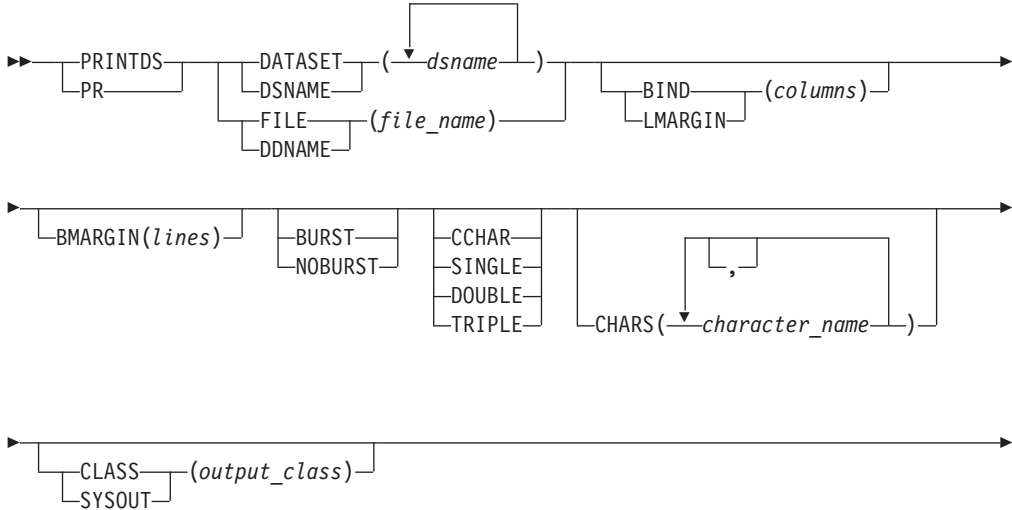 PRINTDS DATASET ( dsname ) BIND (columns)
PR DSNAME LMARGIN
FILE (file_name)
DDNAME
BMARGIN(lines) BURST CCHAR ,
NOBURST SINGLE
DOUBLE
TRIPLE CHARS( character_name )
CLASS (output_class)
SYSOUT